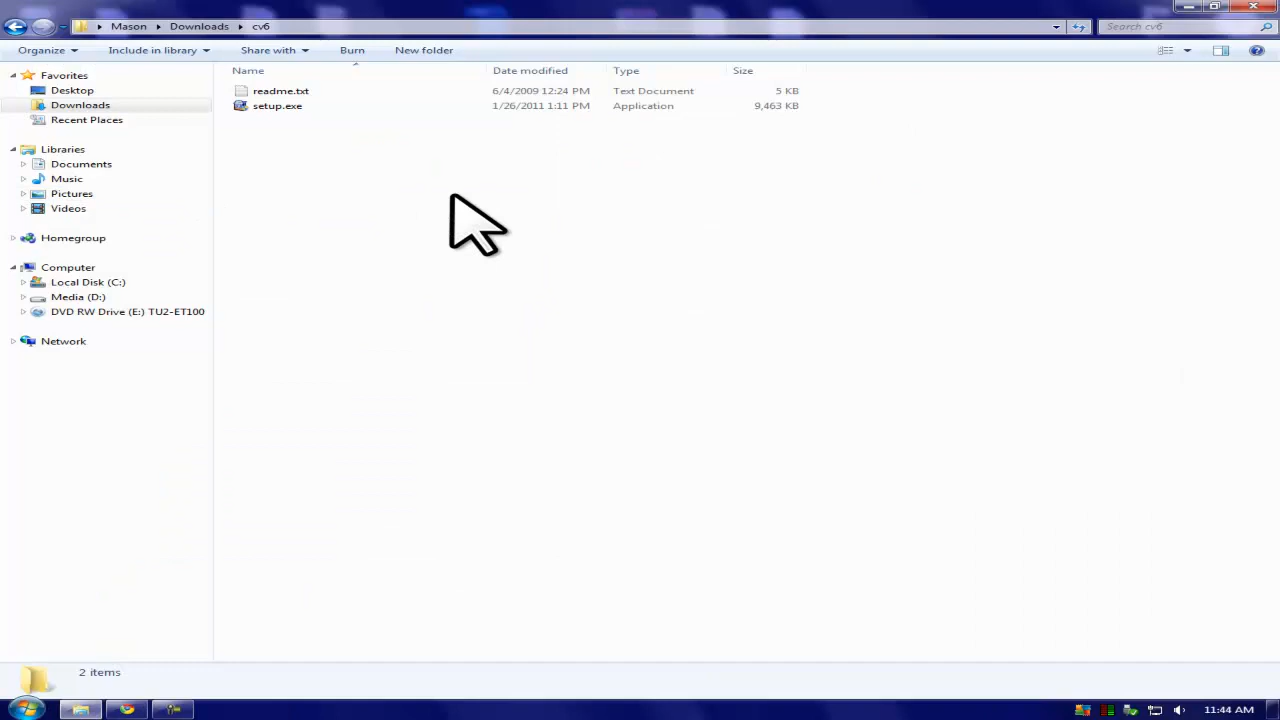 Mason Downloads cv6 Search cv6
Organize Include in library Share with Burn New folder
Name Date modified Type Size
readme.txt 6/4/2009 12:24 PM Text Document 5 KB
setup.exe 1/26/2011 1:11 PM Application 9,463 KB
Favorites
Desktop
Downloads
Recent Places
Libraries
Documents
Music
Pictures
Videos
Homegroup
Computer
Local Disk (C:)
Media (D:)
DVD RW Drive (E:) TU2-ET100
Network
2 items
11:44 AM